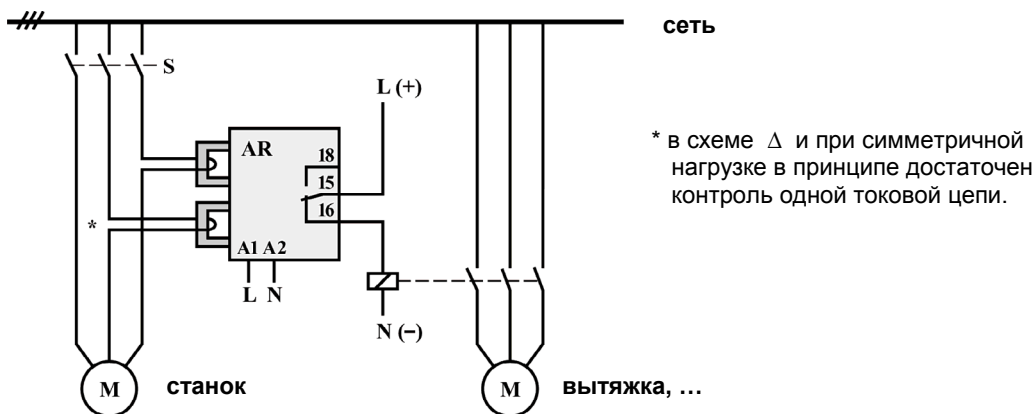 сеть
S
L (+)
* в схеме Δ и при симметричной
нагрузке в принципе достаточен
контроль одной токовой цепи.
AR
18
15
16
*
A1 A2
L N
N (–)
M
станок
M
вытяжка, ...